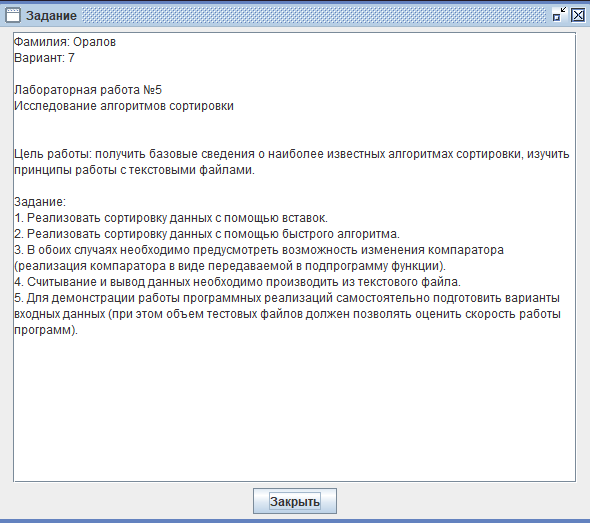 Задание
Фамилия: Оралов
Вариант: 7
Лабораторная работа №5
Исследование алгоритмов сортировки
Цель работы: получить базовые сведения о наиболее известных алгоритмах сортировки, изучить
принципы работы с текстовыми файлами.
Задание:
1. Реализовать сортировку данных с помощью вставок.
2. Реализовать сортировку данных с помощью быстрого алгоритма.
3. В обоих случаях необходимо предусмотреть возможность изменения компаратора
(реализация компаратора в виде передаваемой в подпрограмму функции).
4. Считывание и вывод данных необходимо производить из текстового файла.
5. Для демонстрации работы программных реализаций самостоятельно подготовить варианты
входных данных (при этом объем тестовых файлов должен позволять оценить скорость работы
программ).
Закрыть